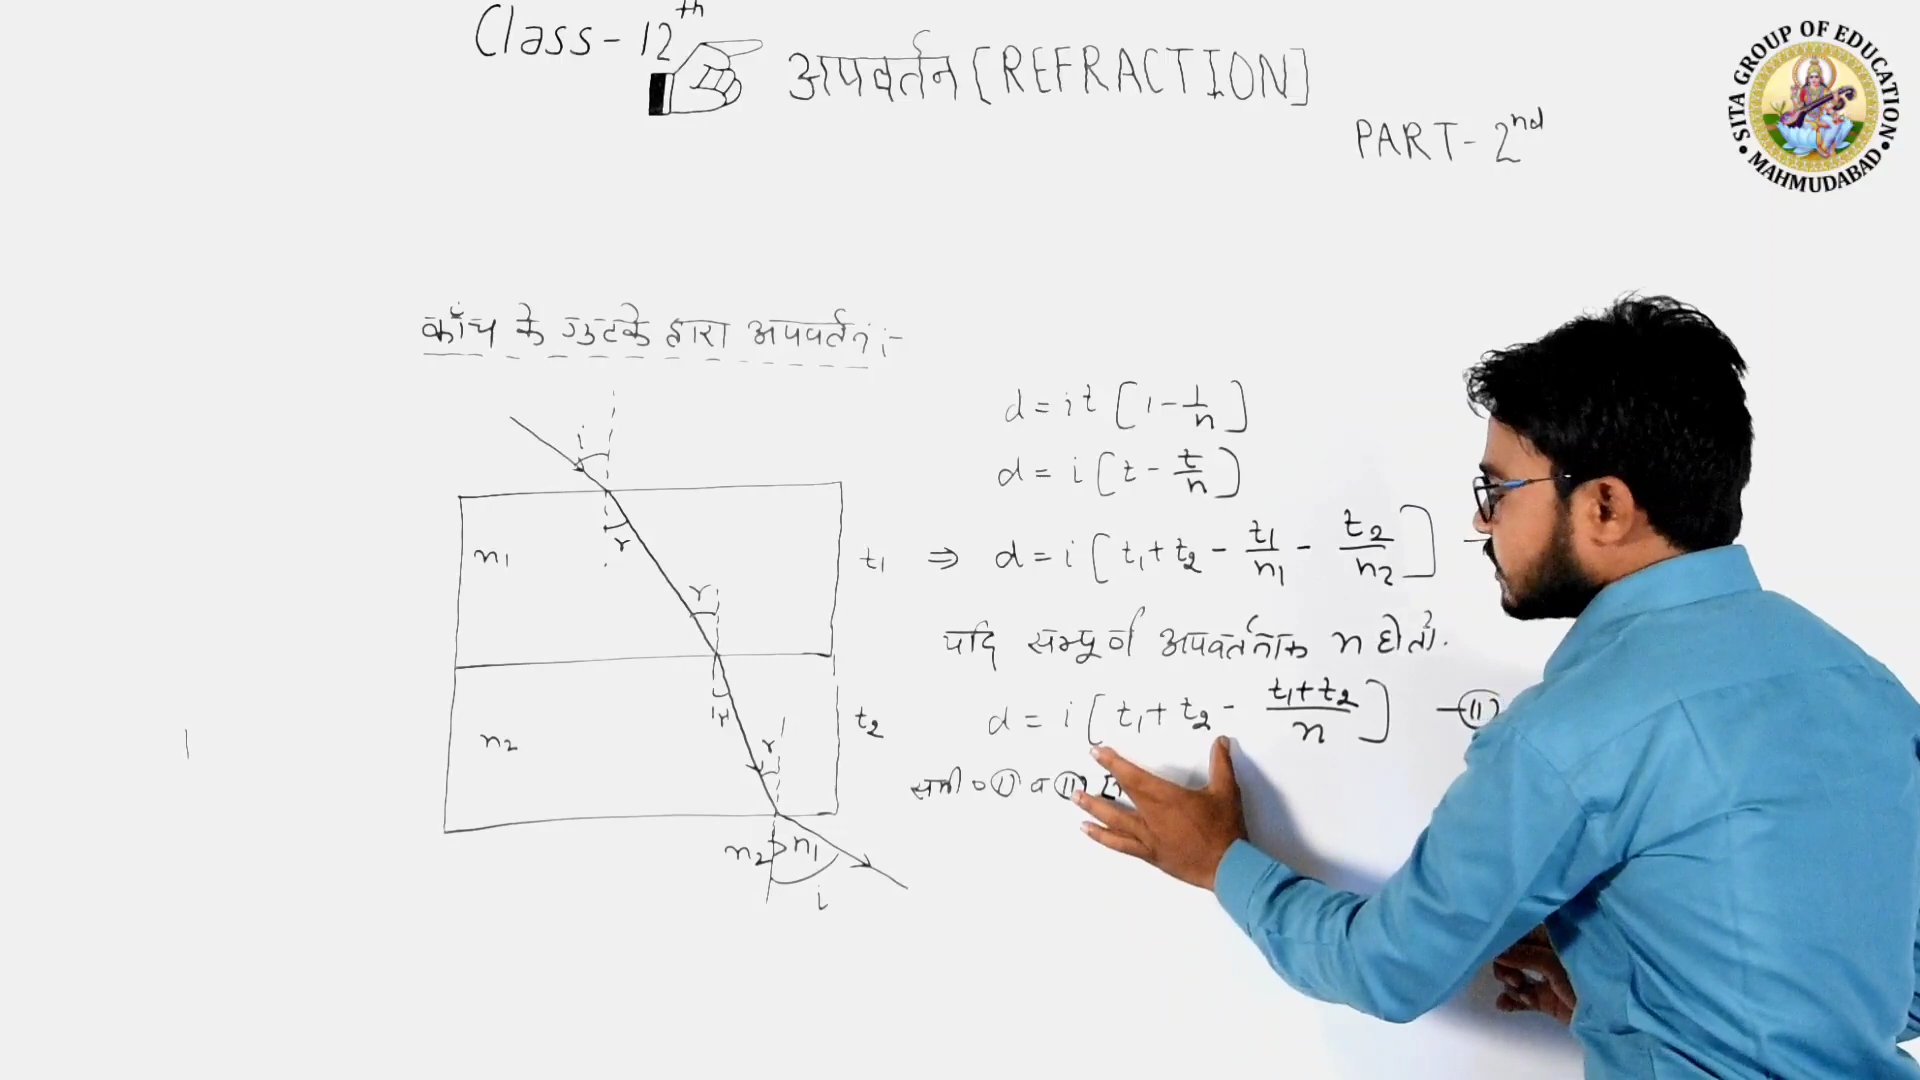 Class-12th
अपवर्तन [REFRACTION]
PART-2nd
SITA GROUP OF EDUCATION
• MAHMUDABAD •
काँच के गुटके द्वारा अपवर्तन :-
i
r
n1
t1
r
r'
n2
t2
r
n2 > n1
i
d = it [1 - 1/n]
d = i [t - t/n]
⇒ d = i [t1 + t2 - t1/n1 - t2/n2]
यदि सम्पूर्ण अपवर्तनांक n हो तो.
d = i [t1 + t2 - (t1 + t2)/n] — (II)
समी० (I) व (II)